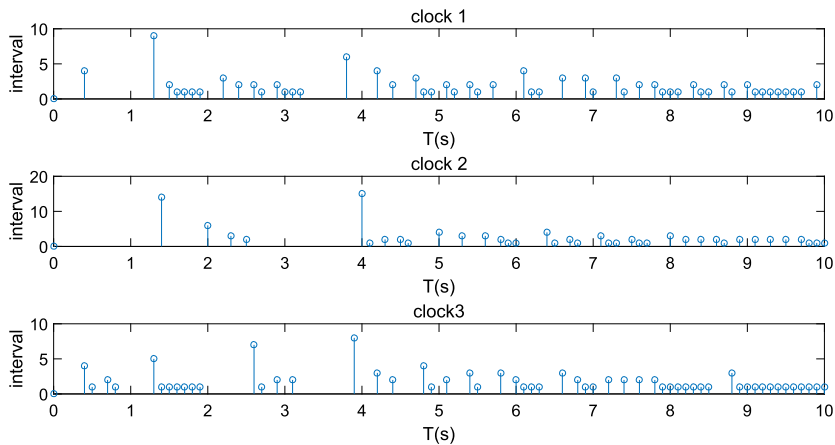 clock 1
interval
10
5
0
0 1 2 3 4 5 6 7 8 9 10
T(s)
clock 2
interval
20
10
0
0 1 2 3 4 5 6 7 8 9 10
T(s)
clock3
interval
10
5
0
0 1 2 3 4 5 6 7 8 9 10
T(s)